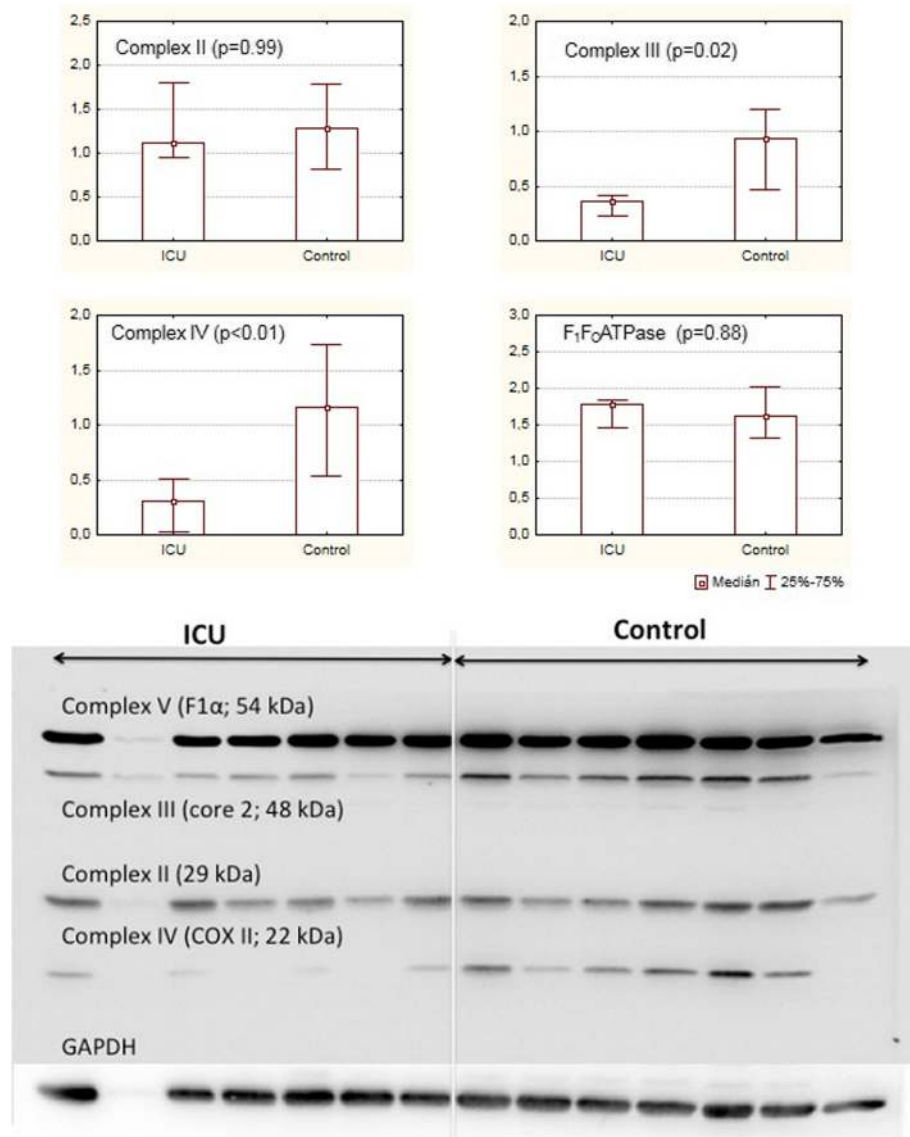 2,5
Complex II (p=0.99)
2,0
1,5
1,0
0,5
0,0
ICU Control
2,0
Complex III (p=0.02)
1,5
1,0
0,5
0,0
ICU Control
2,0
Complex IV (p<0.01)
1,5
1,0
0,5
0,0
ICU Control
3,0
F₁F₀ATPase (p=0.88)
2,5
2,0
1,5
1,0
0,5
0,0
ICU Control
Medián 25%-75%
ICU Control
Complex V (F1α; 54 kDa)
Complex III (core 2; 48 kDa)
Complex II (29 kDa)
Complex IV (COX II; 22 kDa)
GAPDH